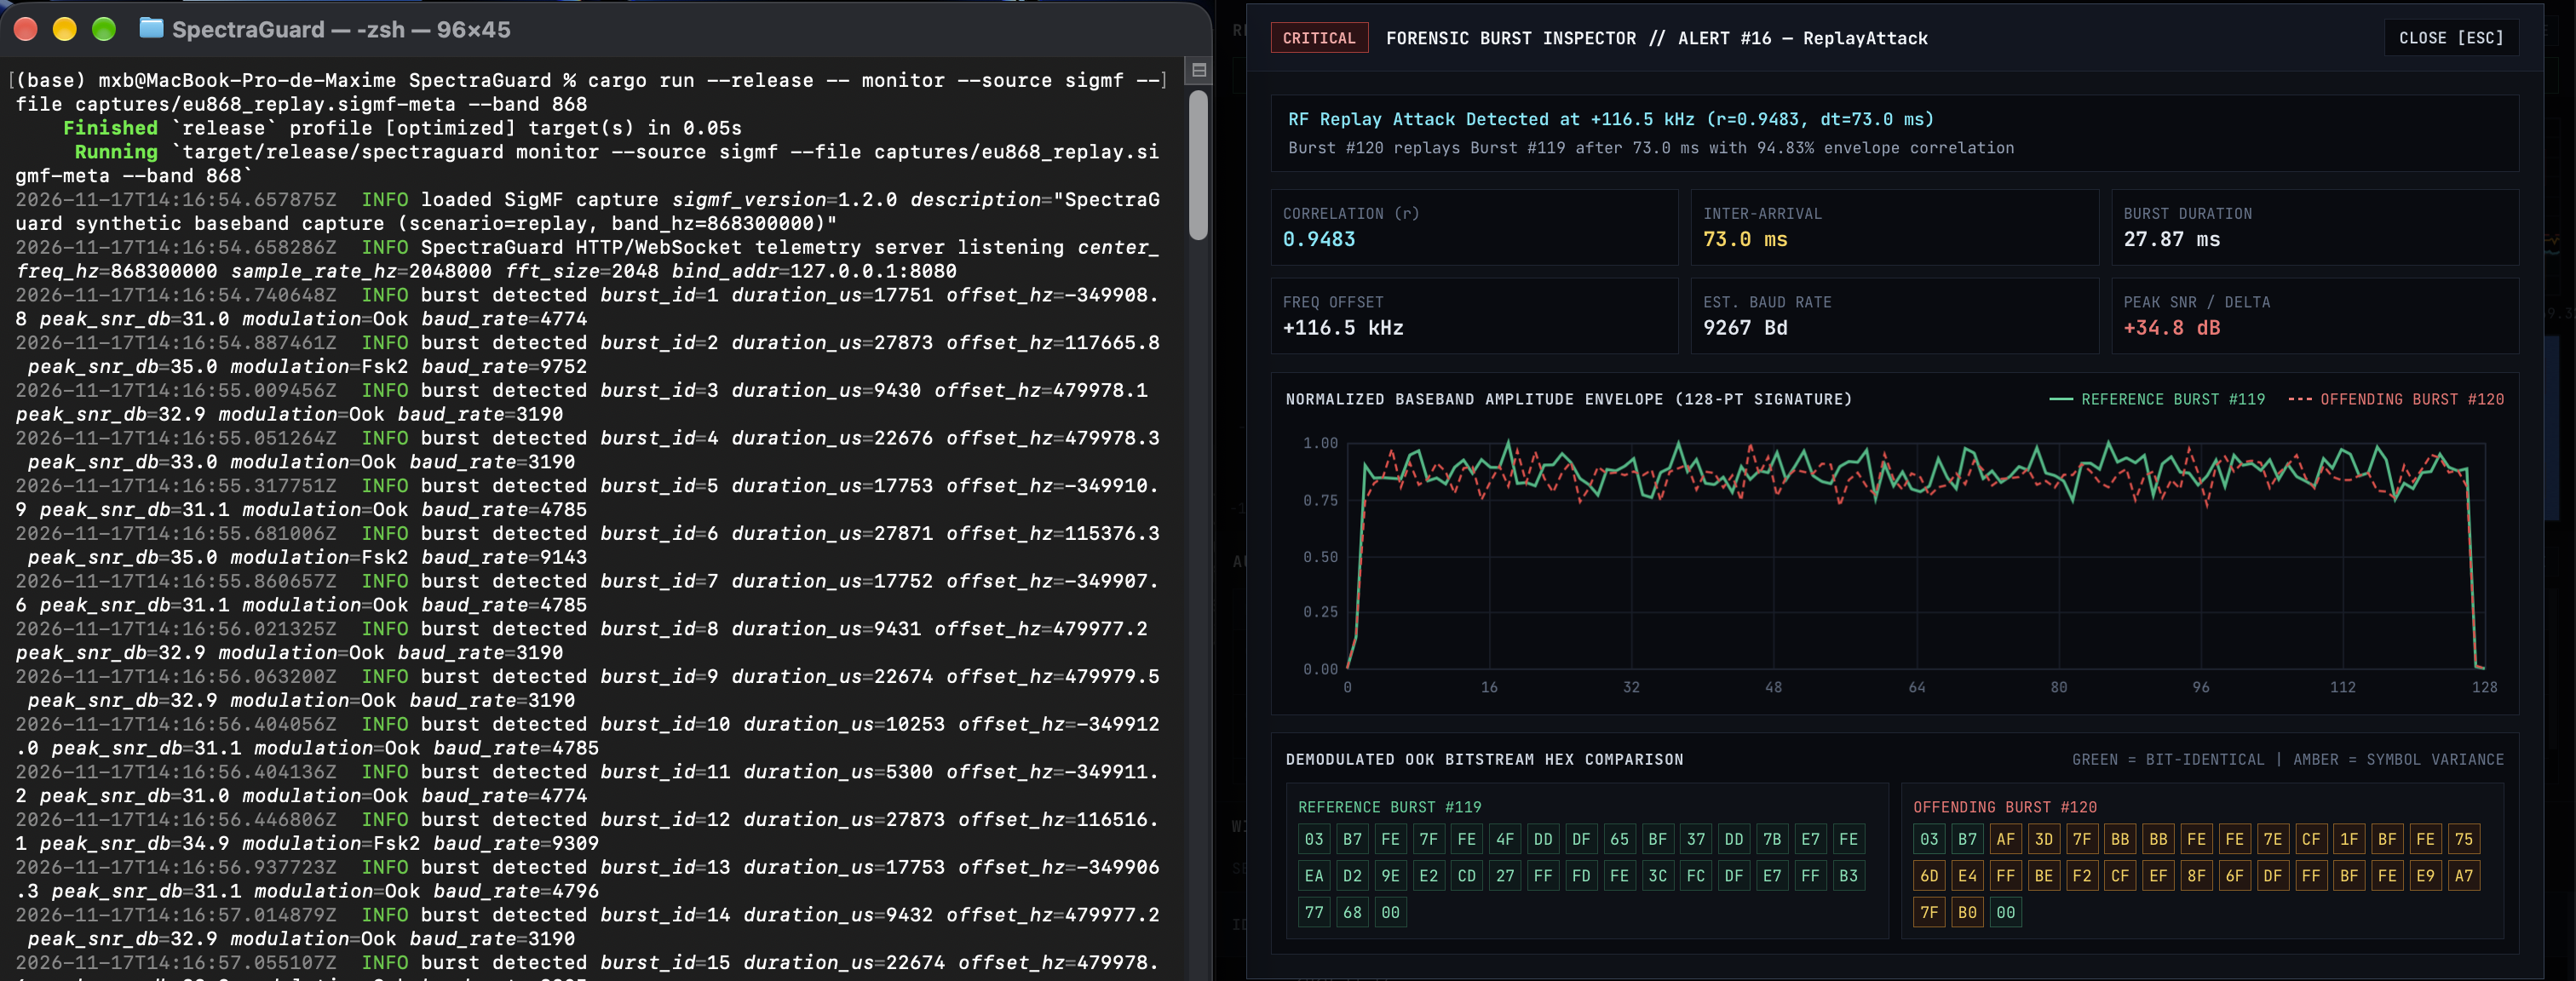 SpectraGuard — -zsh — 96×45
[(base) mxb@MacBook-Pro-de-Maxime SpectraGuard % cargo run --release -- monitor --source sigmf --]
file captures/eu868_replay.sigmf-meta --band 868
Finished `release` profile [optimized] target(s) in 0.05s
Running `target/release/spectraguard monitor --source sigmf --file captures/eu868_replay.si
gmf-meta --band 868`
2026-11-17T14:16:54.657875Z  INFO loaded SigMF capture sigmf_version=1.2.0 description="SpectraG
uard synthetic baseband capture (scenario=replay, band_hz=868300000)"
2026-11-17T14:16:54.658286Z  INFO SpectraGuard HTTP/WebSocket telemetry server listening center_
freq_hz=868300000 sample_rate_hz=2048000 fft_size=2048 bind_addr=127.0.0.1:8080
2026-11-17T14:16:54.740648Z  INFO burst detected burst_id=1 duration_us=17751 offset_hz=-349908.
8 peak_snr_db=31.0 modulation=Ook baud_rate=4774
2026-11-17T14:16:54.887461Z  INFO burst detected burst_id=2 duration_us=27873 offset_hz=117665.8
peak_snr_db=35.0 modulation=Fsk2 baud_rate=9752
2026-11-17T14:16:55.009456Z  INFO burst detected burst_id=3 duration_us=9430 offset_hz=479978.1
peak_snr_db=32.9 modulation=Ook baud_rate=3190
2026-11-17T14:16:55.051264Z  INFO burst detected burst_id=4 duration_us=22676 offset_hz=479978.3
peak_snr_db=33.0 modulation=Ook baud_rate=3190
2026-11-17T14:16:55.317751Z  INFO burst detected burst_id=5 duration_us=17753 offset_hz=-349910.
9 peak_snr_db=31.1 modulation=Ook baud_rate=4785
2026-11-17T14:16:55.681006Z  INFO burst detected burst_id=6 duration_us=27871 offset_hz=115376.3
peak_snr_db=35.0 modulation=Fsk2 baud_rate=9143
2026-11-17T14:16:55.860657Z  INFO burst detected burst_id=7 duration_us=17752 offset_hz=-349907.
6 peak_snr_db=31.1 modulation=Ook baud_rate=4785
2026-11-17T14:16:56.021325Z  INFO burst detected burst_id=8 duration_us=9431 offset_hz=479977.2
peak_snr_db=32.9 modulation=Ook baud_rate=3190
2026-11-17T14:16:56.063200Z  INFO burst detected burst_id=9 duration_us=22674 offset_hz=479979.5
peak_snr_db=32.9 modulation=Ook baud_rate=3190
2026-11-17T14:16:56.404056Z  INFO burst detected burst_id=10 duration_us=10253 offset_hz=-349912
.0 peak_snr_db=31.1 modulation=Ook baud_rate=4785
2026-11-17T14:16:56.404136Z  INFO burst detected burst_id=11 duration_us=5300 offset_hz=-349911.
2 peak_snr_db=31.0 modulation=Ook baud_rate=4774
2026-11-17T14:16:56.446806Z  INFO burst detected burst_id=12 duration_us=27873 offset_hz=116516.
1 peak_snr_db=34.9 modulation=Fsk2 baud_rate=9309
2026-11-17T14:16:56.937723Z  INFO burst detected burst_id=13 duration_us=17753 offset_hz=-349906
.3 peak_snr_db=31.1 modulation=Ook baud_rate=4796
2026-11-17T14:16:57.014879Z  INFO burst detected burst_id=14 duration_us=9432 offset_hz=479977.2
peak_snr_db=32.9 modulation=Ook baud_rate=3190
2026-11-17T14:16:57.055107Z  INFO burst detected burst_id=15 duration_us=22674 offset_hz=479978.
CRITICAL FORENSIC BURST INSPECTOR // ALERT #16 — ReplayAttack CLOSE [ESC]
RF Replay Attack Detected at +116.5 kHz (r=0.9483, dt=73.0 ms)
Burst #120 replays Burst #119 after 73.0 ms with 94.83% envelope correlation
CORRELATION (r) INTER-ARRIVAL BURST DURATION
0.9483 73.0 ms 27.87 ms
FREQ OFFSET EST. BAUD RATE PEAK SNR / DELTA
+116.5 kHz 9267 Bd +34.8 dB
NORMALIZED BASEBAND AMPLITUDE ENVELOPE (128-PT SIGNATURE) REFERENCE BURST #119 OFFENDING BURST #120
1.00
0.75
0.50
0.25
0.00
0 16 32 48 64 80 96 112 128
DEMODULATED OOK BITSTREAM HEX COMPARISON GREEN = BIT-IDENTICAL | AMBER = SYMBOL VARIANCE
REFERENCE BURST #119
03 B7 FE 7F FE 4F DD DF 65 BF 37 DD 7B E7 FE
EA D2 9E E2 CD 27 FF FD FE 3C FC DF E7 FF B3
77 68 00
OFFENDING BURST #120
03 B7 AF 3D 7F BB BB FE FE 7E CF 1F BF FE 75
6D E4 FF BE F2 CF EF 8F 6F DF FF BF FE E9 A7
7F B0 00